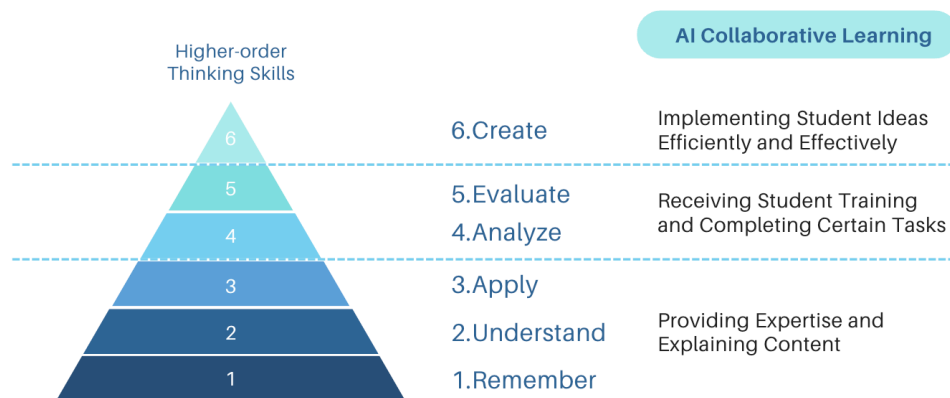 AI Collaborative Learning
Higher-order
Thinking Skills
6
6.Create
Implementing Student Ideas
Efficiently and Effectively
5
5.Evaluate
4
4.Analyze
Receiving Student Training
and Completing Certain Tasks
3
3.Apply
2
2.Understand
1
1.Remember
Providing Expertise and
Explaining Content